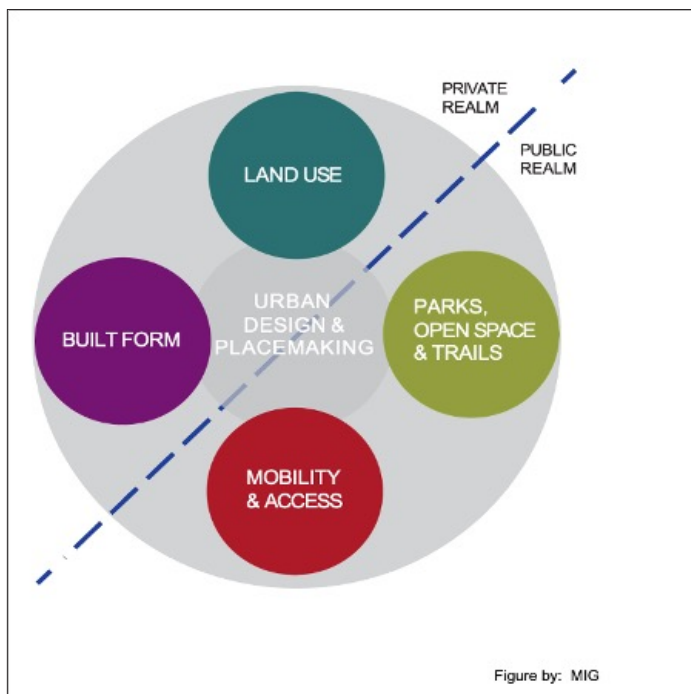 PRIVATE
REALM
PUBLIC
REALM
LAND USE
BUILT FORM
URBAN
DESIGN &
PLACEMAKING
PARKS,
OPEN SPACE
& TRAILS
MOBILITY
& ACCESS
Figure by: MIG